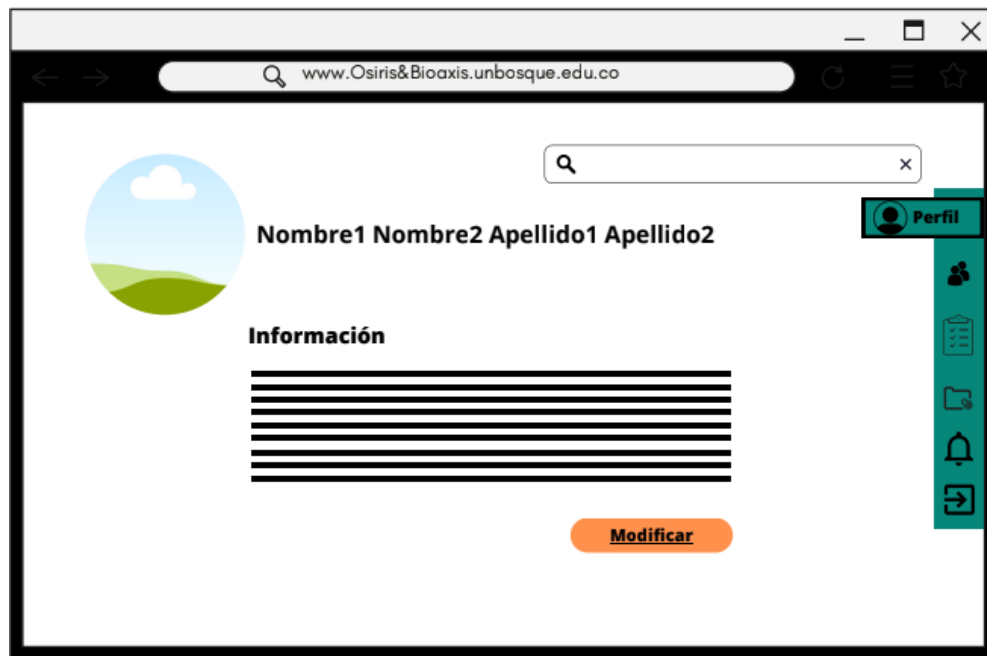 www.Osiris&Bioaxis.unbosque.edu.co
Perfil
Nombre1 Nombre2 Apellido1 Apellido2
Información
Modificar